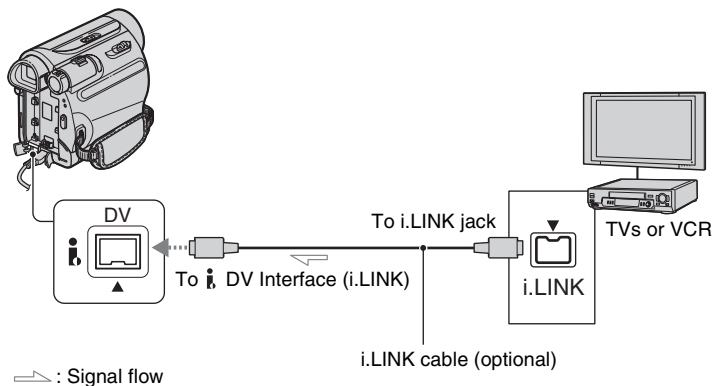 DV
To i.LINK jack
TVs or VCR
To i DV Interface (i.LINK)
i.LINK
i.LINK cable (optional)
: Signal flow